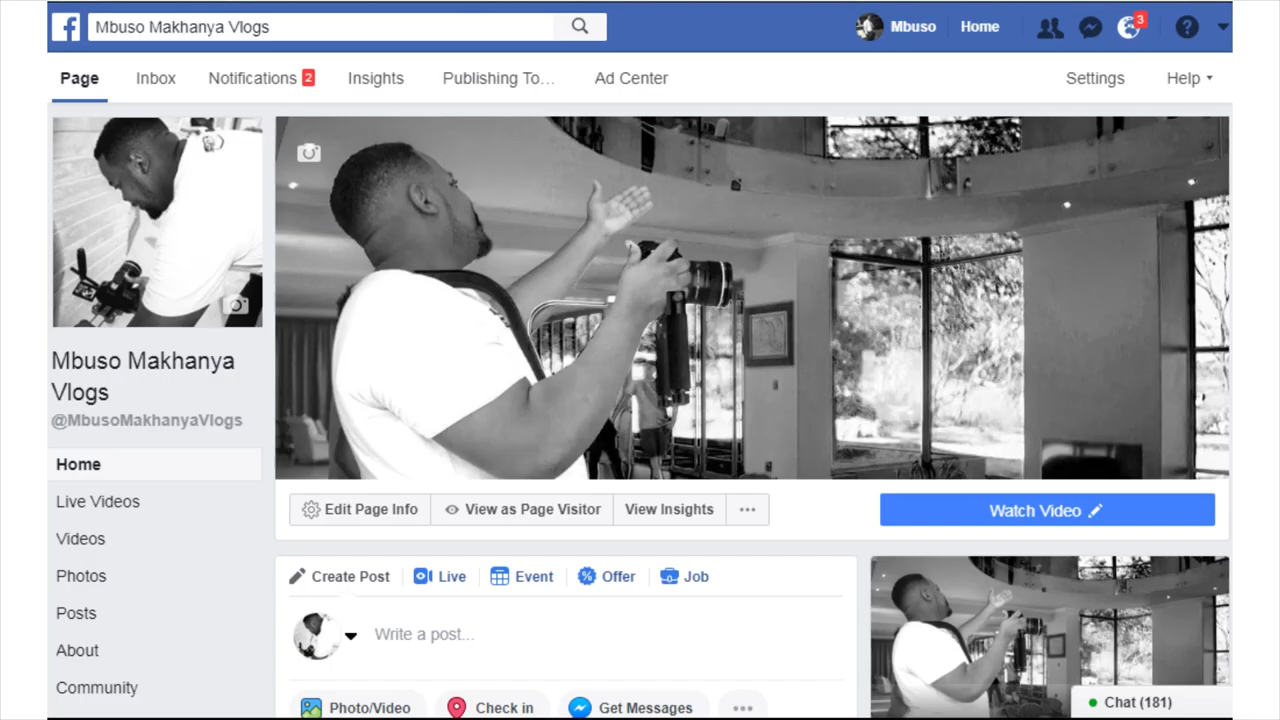 Mbuso Makhanya Vlogs
Mbuso
Home
3
?
Page
Inbox
Notifications 2
Insights
Publishing To...
Ad Center
Settings
Help
Mbuso Makhanya
Vlogs
@MbusoMakhanyaVlogs
Home
Live Videos
Videos
Photos
Posts
About
Community
Edit Page Info
View as Page Visitor
View Insights
...
Watch Video
Create Post
Live
Event
Offer
Job
Write a post...
Photo/Video
Check in
Get Messages
...
Chat (181)